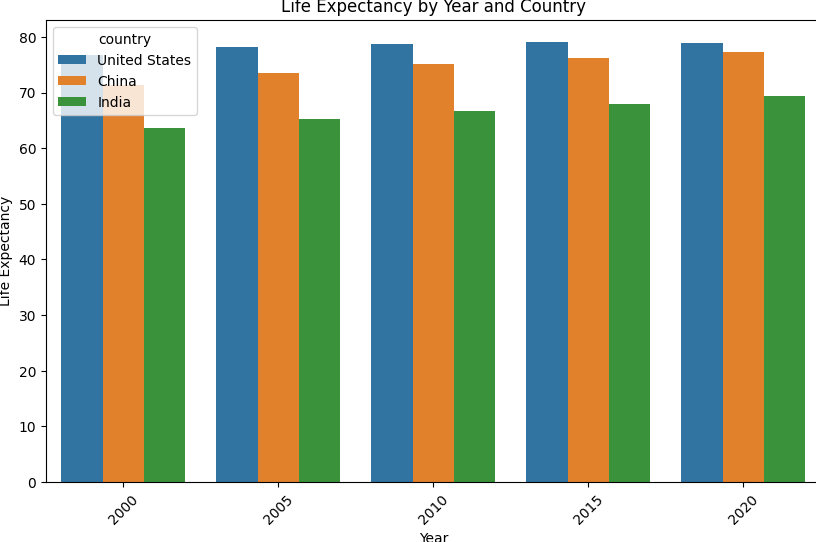 Life Expectancy by Year and Country
country
United States
China
India
80
70
60
50
40
30
20
10
0
Life Expectancy
2000
2005
2010
2015
2020
Year